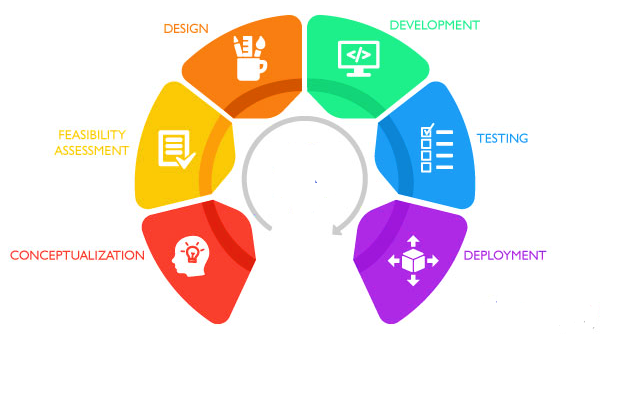 DESIGN
DEVELOPMENT
FEASIBILITY
ASSESSMENT
TESTING
CONCEPTUALIZATION
DEPLOYMENT